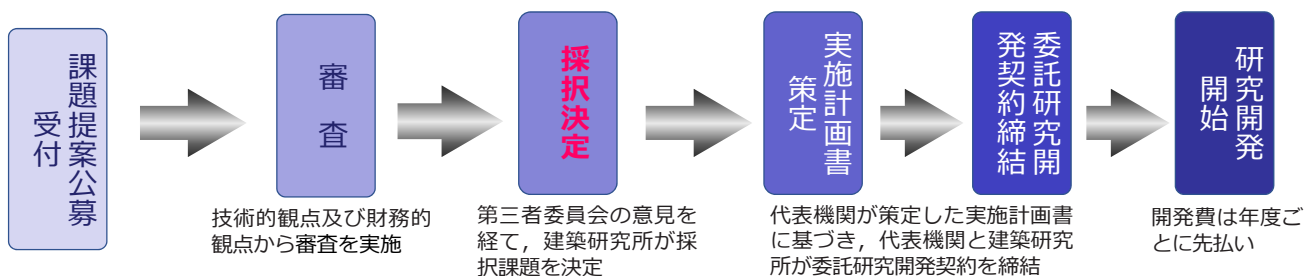 課題提案公募
受付
審査
技術的観点及び財務的
観点から審査を実施
採択決定
第三者委員会の意見を
経て，建築研究所が採
択課題を決定
実施計画書
策定
委託研究開
発契約締結
代表機関が策定した実施計画書
に基づき，代表機関と建築研究
所が委託研究開発契約を締結
研究開発
開始
開発費は年度ご
とに先払い